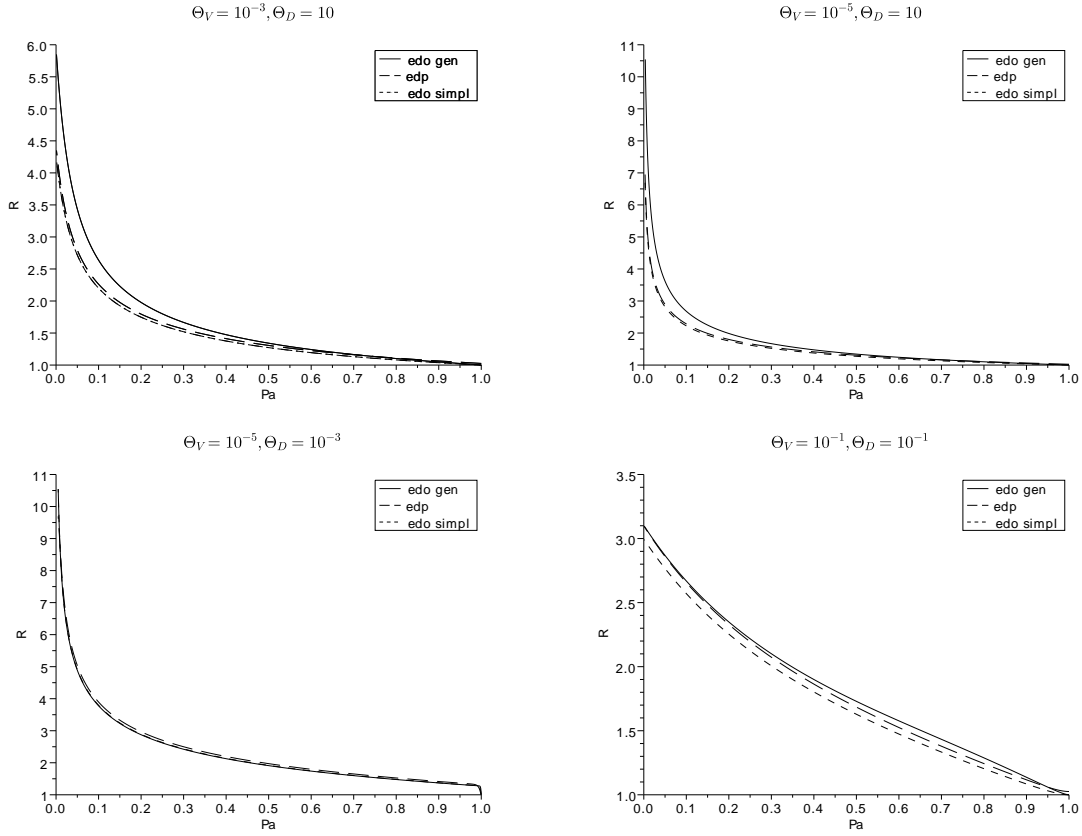 Θ_V = 10^{-3}, Θ_D = 10
6.0
5.5
5.0
4.5
4.0
3.5
3.0
2.5
2.0
1.5
1.0
R
edo gen
edp
edo simpl
0.0 0.1 0.2 0.3 0.4 0.5 0.6 0.7 0.8 0.9 1.0
Pa
Θ_V = 10^{-5}, Θ_D = 10
11
10
9
8
7
6
5
4
3
2
1
R
edo gen
edp
edo simpl
0.0 0.1 0.2 0.3 0.4 0.5 0.6 0.7 0.8 0.9 1.0
Pa
Θ_V = 10^{-5}, Θ_D = 10^{-3}
11
10
9
8
7
6
5
4
3
2
1
R
edo gen
edp
edo simpl
0.0 0.1 0.2 0.3 0.4 0.5 0.6 0.7 0.8 0.9 1.0
Pa
Θ_V = 10^{-1}, Θ_D = 10^{-1}
3.5
3.0
2.5
2.0
1.5
1.0
R
edo gen
edp
edo simpl
0.0 0.1 0.2 0.3 0.4 0.5 0.6 0.7 0.8 0.9 1.0
Pa